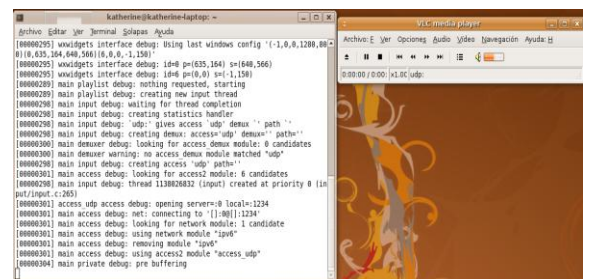 katherine@katherine-laptop: ~
Archivo Editar Ver Terminal Solapas Ayuda
[00000295] wxwidgets interface debug: Using last windows config '(-1,0,0,1280,80
0)(0,635,164,640,566)(6,0,0,-1,150)'
[00000295] wxwidgets interface debug: id=0 p=(635,164) s=(640,566)
[00000295] wxwidgets interface debug: id=6 p=(0,0) s=(-1,150)
[00000289] main playlist debug: nothing requested, starting
[00000289] main playlist debug: creating new input thread
[00000298] main input debug: waiting for thread completion
[00000298] main input debug: creating statistics handler
[00000298] main input debug: `udp:' gives access `udp' demux `' path `'
[00000298] main input debug: creating demux: access='udp' demux='' path=''
[00000300] main demuxer debug: looking for access_demux module: 0 candidates
[00000300] main demuxer warning: no access_demux module matched "udp"
[00000298] main input debug: creating access 'udp' path=''
[00000301] main access debug: looking for access2 module: 6 candidates
[00000298] main input debug: thread 1138026832 (input) created at priority 0 (in
put/input.c:265)
[00000301] access_udp access debug: opening server=:0 local=:1234
[00000301] main access debug: net: connecting to '[]:0@[]:1234'
[00000301] main access debug: looking for network module: 1 candidate
[00000301] main access debug: using network module "ipv6"
[00000301] main access debug: removing module "ipv6"
[00000301] main access debug: using access2 module "access_udp"
[00000304] main private debug: pre buffering
VLC media player
Archivo: F Ver Opciones Audio Vídeo Navegación Ayuda: H
0:00:00 / 0:00: x1.0C udp: